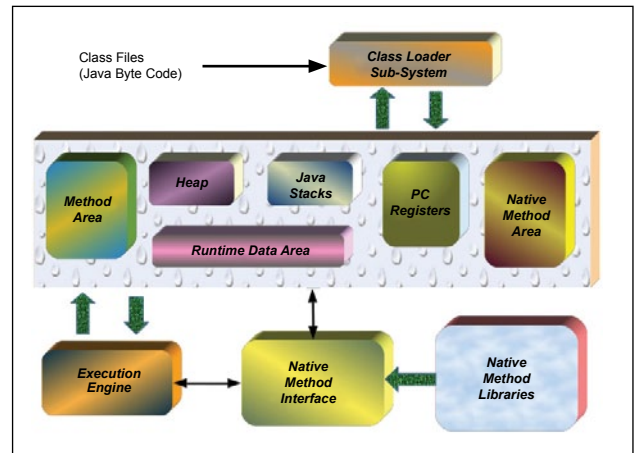 Class Files
(Java Byte Code)
Class Loader
Sub-System
Method
Area
Heap
Java
Stacks
PC
Registers
Native
Method
Area
Runtime Data Area
Execution
Engine
Native
Method
Interface
Native
Method
Libraries